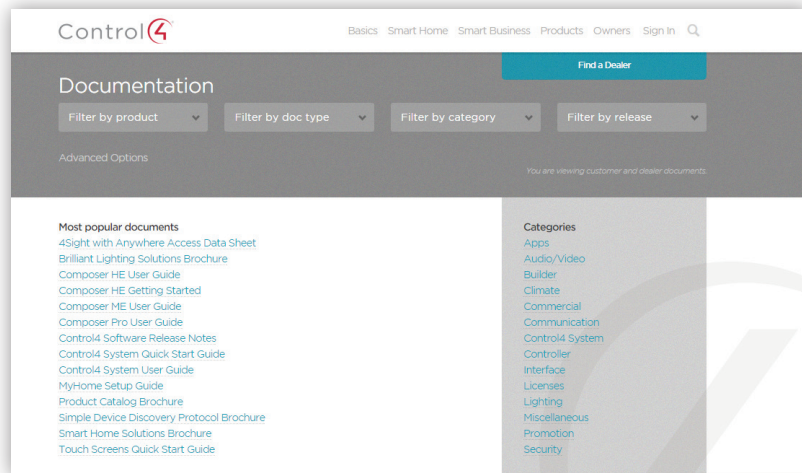 Control4
Basics Smart Home Smart Business Products Owners Sign In
Find a Dealer
Documentation
Filter by product Filter by doc type Filter by category Filter by release
Advanced Options
You are viewing customer and dealer documents.
Most popular documents
4Sight with Anywhere Access Data Sheet
Brilliant Lighting Solutions Brochure
Composer HE User Guide
Composer HE Getting Started
Composer ME User Guide
Composer Pro User Guide
Control4 Software Release Notes
Control4 System Quick Start Guide
Control4 System User Guide
MyHome Setup Guide
Product Catalog Brochure
Simple Device Discovery Protocol Brochure
Smart Home Solutions Brochure
Touch Screens Quick Start Guide
Categories
Apps
Audio/Video
Builder
Climate
Commercial
Communication
Control4 System
Controller
Interface
Licenses
Lighting
Miscellaneous
Promotion
Security